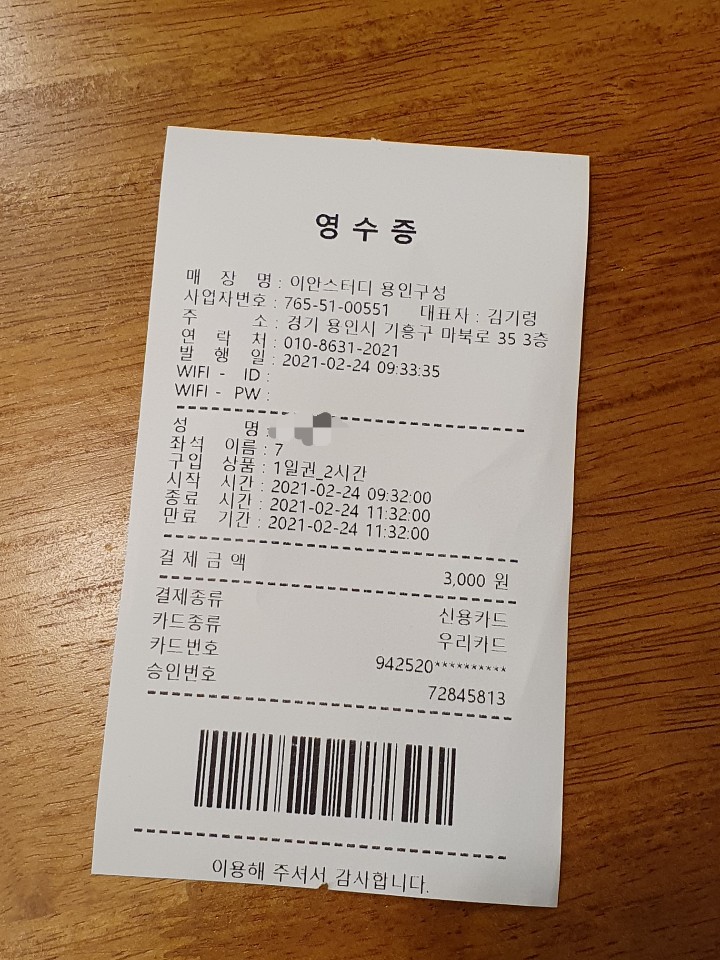 영 수 증
매 장 명 : 이안스터디 용인구성
사업자번호 : 765-51-00551 대표자 : 김기령
주 소 : 경기 용인시 기흥구 마북로 35 3층
연 락 처 : 010-8631-2021
발 행 일 : 2021-02-24 09:33:35
WIFI - ID :
WIFI - PW :
성 명 :
좌석 이름 : 7
구입 상품 : 1일권_2시간
시작 시간 : 2021-02-24 09:32:00
종료 시간 : 2021-02-24 11:32:00
만료 기간 : 2021-02-24 11:32:00
결 제 금 액 3,000 원
결제종류 신용카드
카드종류 우리카드
카드번호 942520**********
승인번호 72845813
이용해 주셔서 감사합니다.